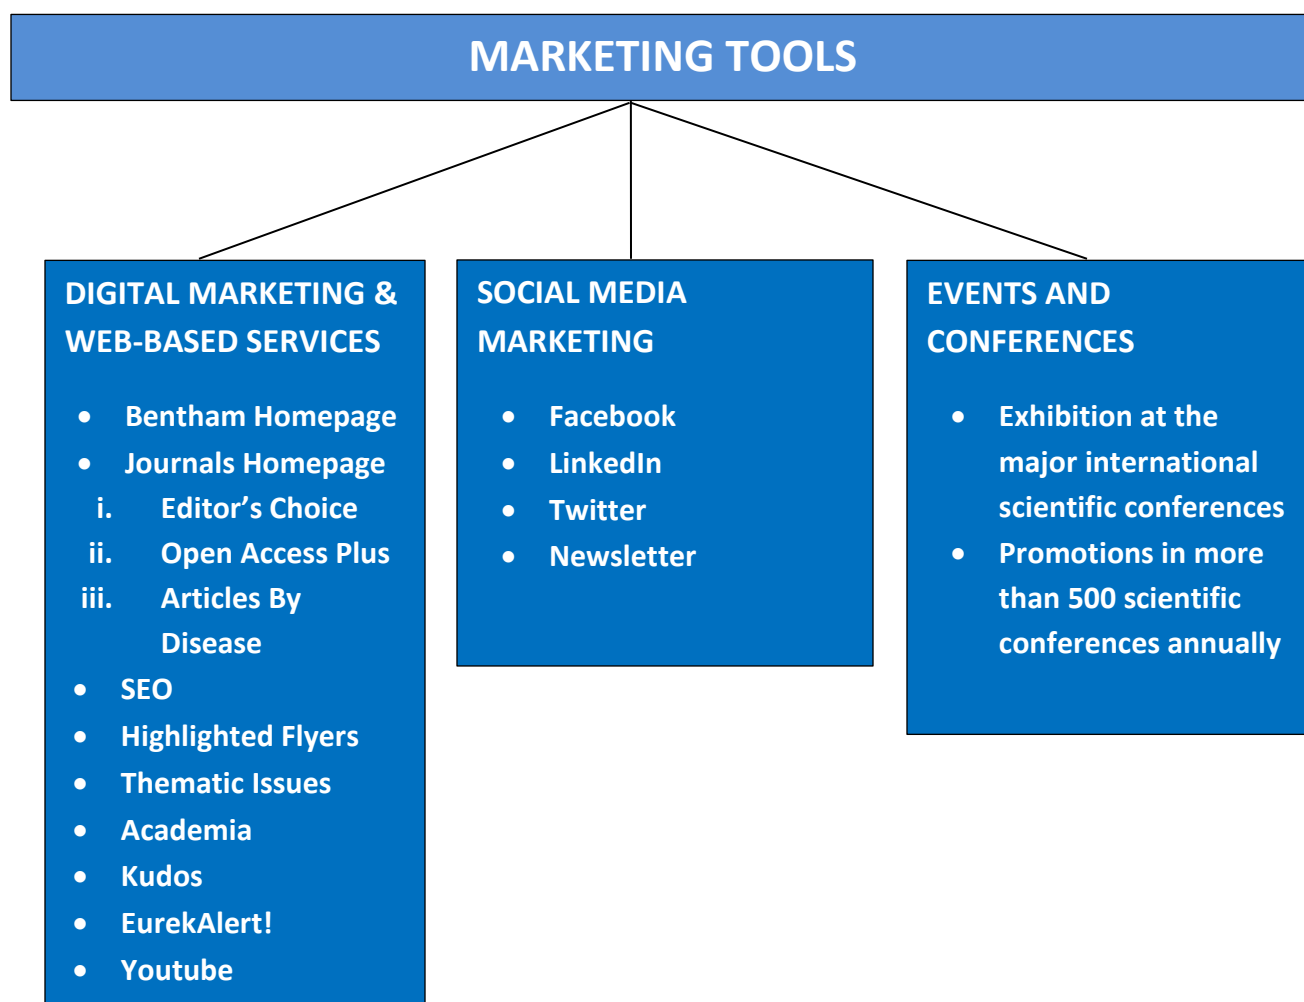 MARKETING TOOLS
DIGITAL MARKETING &
WEB-BASED SERVICES
• Bentham Homepage
• Journals Homepage
i. Editor’s Choice
ii. Open Access Plus
iii. Articles By
Disease
• SEO
• Highlighted Flyers
• Thematic Issues
• Academia
• Kudos
• EurekAlert!
• Youtube
SOCIAL MEDIA
MARKETING
• Facebook
• LinkedIn
• Twitter
• Newsletter
EVENTS AND
CONFERENCES
• Exhibition at the
major international
scientific conferences
• Promotions in more
than 500 scientific
conferences annually